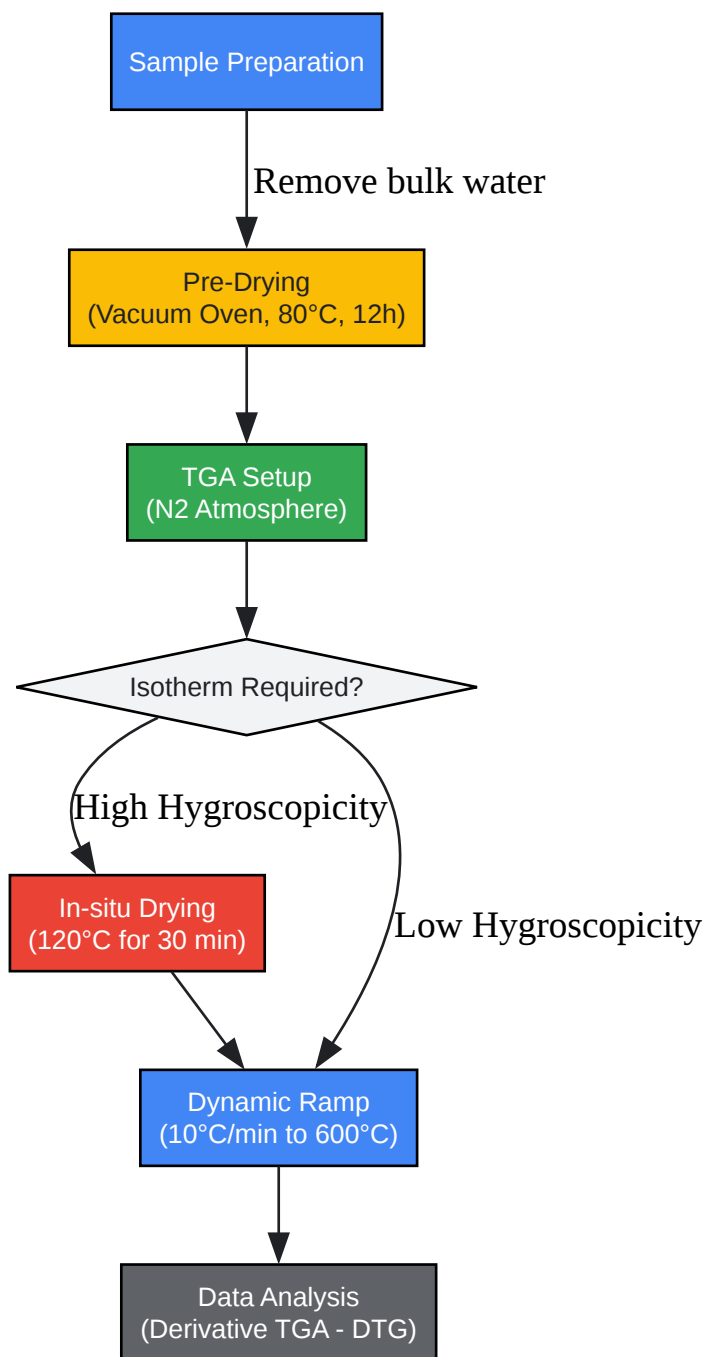 Sample Preparation
Remove bulk water
Pre-Drying
(Vacuum Oven, 80°C, 12h)
TGA Setup
(N2 Atmosphere)
Isotherm Required?
High Hygroscopicity
In-situ Drying
(120°C for 30 min)
Low Hygroscopicity
Dynamic Ramp
(10°C/min to 600°C)
Data Analysis
(Derivative TGA - DTG)